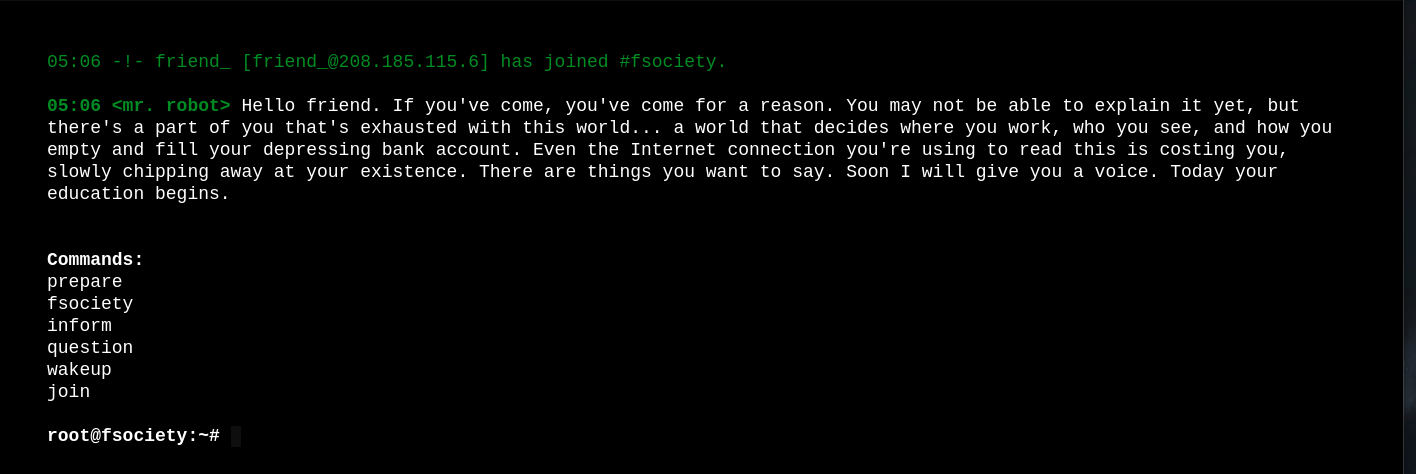 05:06 -!- friend_ [friend_@208.185.115.6] has joined #fsociety.
05:06 <mr. robot> Hello friend. If you've come, you've come for a reason. You may not be able to explain it yet, but
there's a part of you that's exhausted with this world... a world that decides where you work, who you see, and how you
empty and fill your depressing bank account. Even the Internet connection you're using to read this is costing you,
slowly chipping away at your existence. There are things you want to say. Soon I will give you a voice. Today your
education begins.
Commands:
prepare
fsociety
inform
question
wakeup
join
root@fsociety:~#